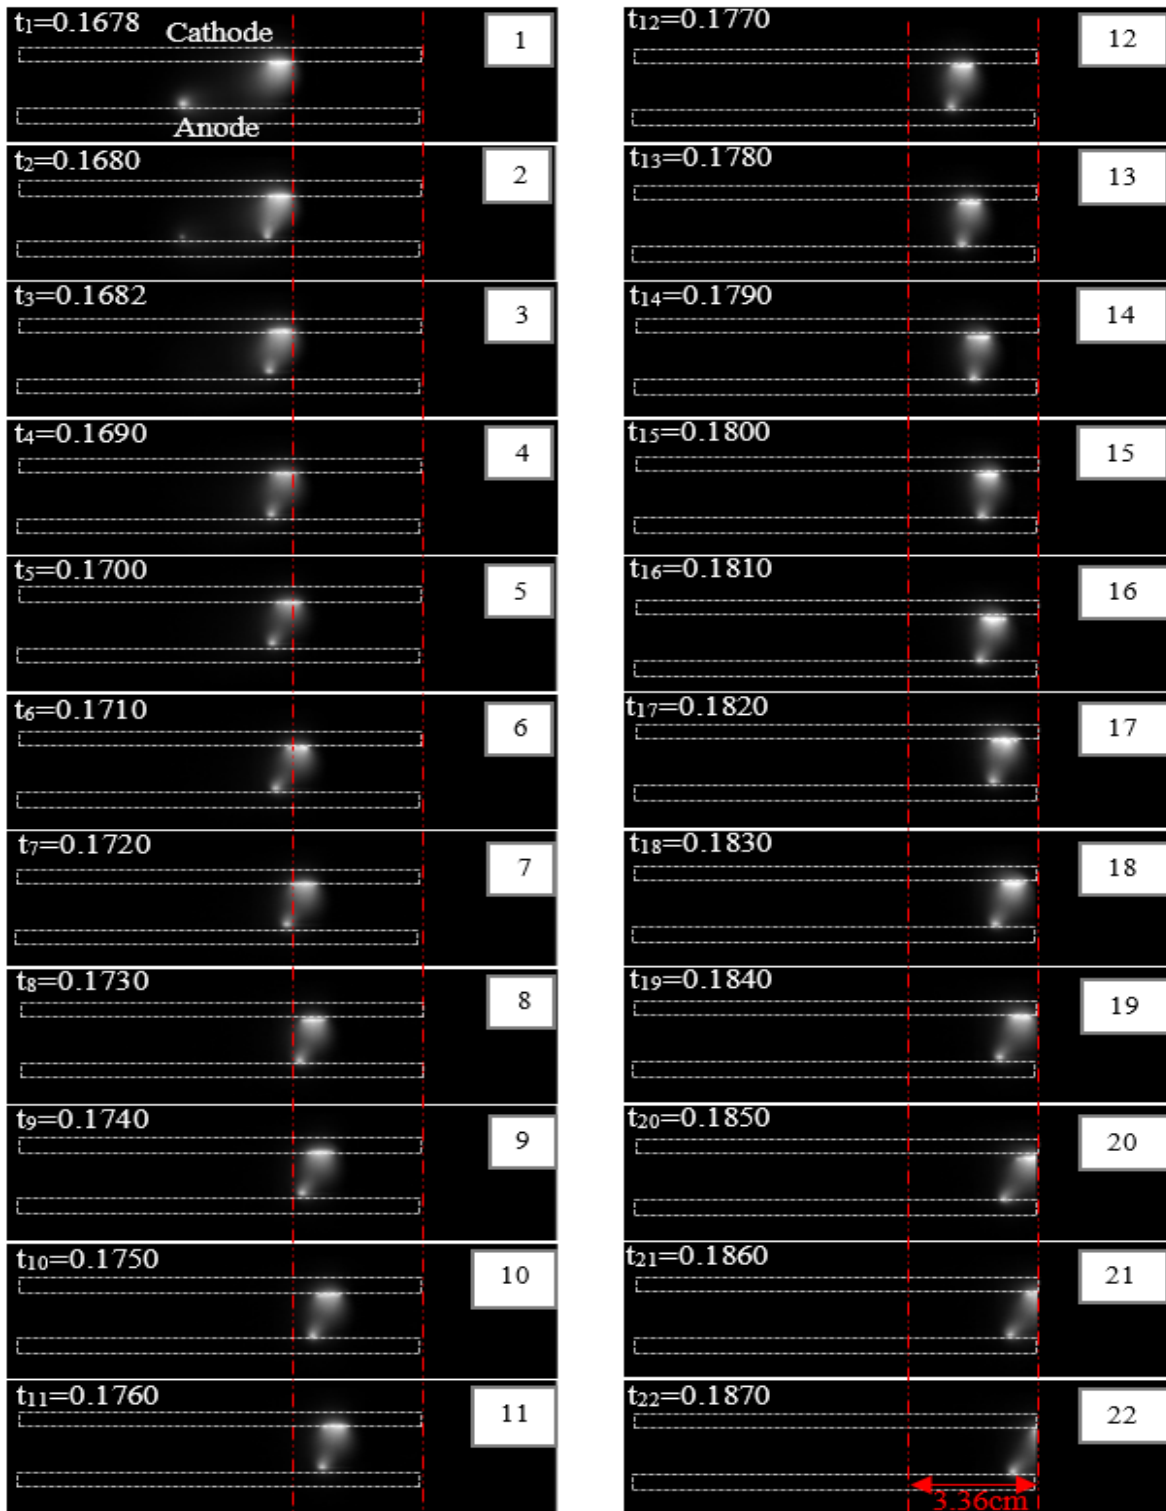 t₁=0.1678
Cathode
1
Anode
t₂=0.1680
2
t₃=0.1682
3
t₄=0.1690
4
t₅=0.1700
5
t₆=0.1710
6
t₇=0.1720
7
t₈=0.1730
8
t₉=0.1740
9
t₁₀=0.1750
10
t₁₁=0.1760
11
t₁₂=0.1770
12
t₁₃=0.1780
13
t₁₄=0.1790
14
t₁₅=0.1800
15
t₁₆=0.1810
16
t₁₇=0.1820
17
t₁₈=0.1830
18
t₁₉=0.1840
19
t₂₀=0.1850
20
t₂₁=0.1860
21
t₂₂=0.1870
22
3.36cm